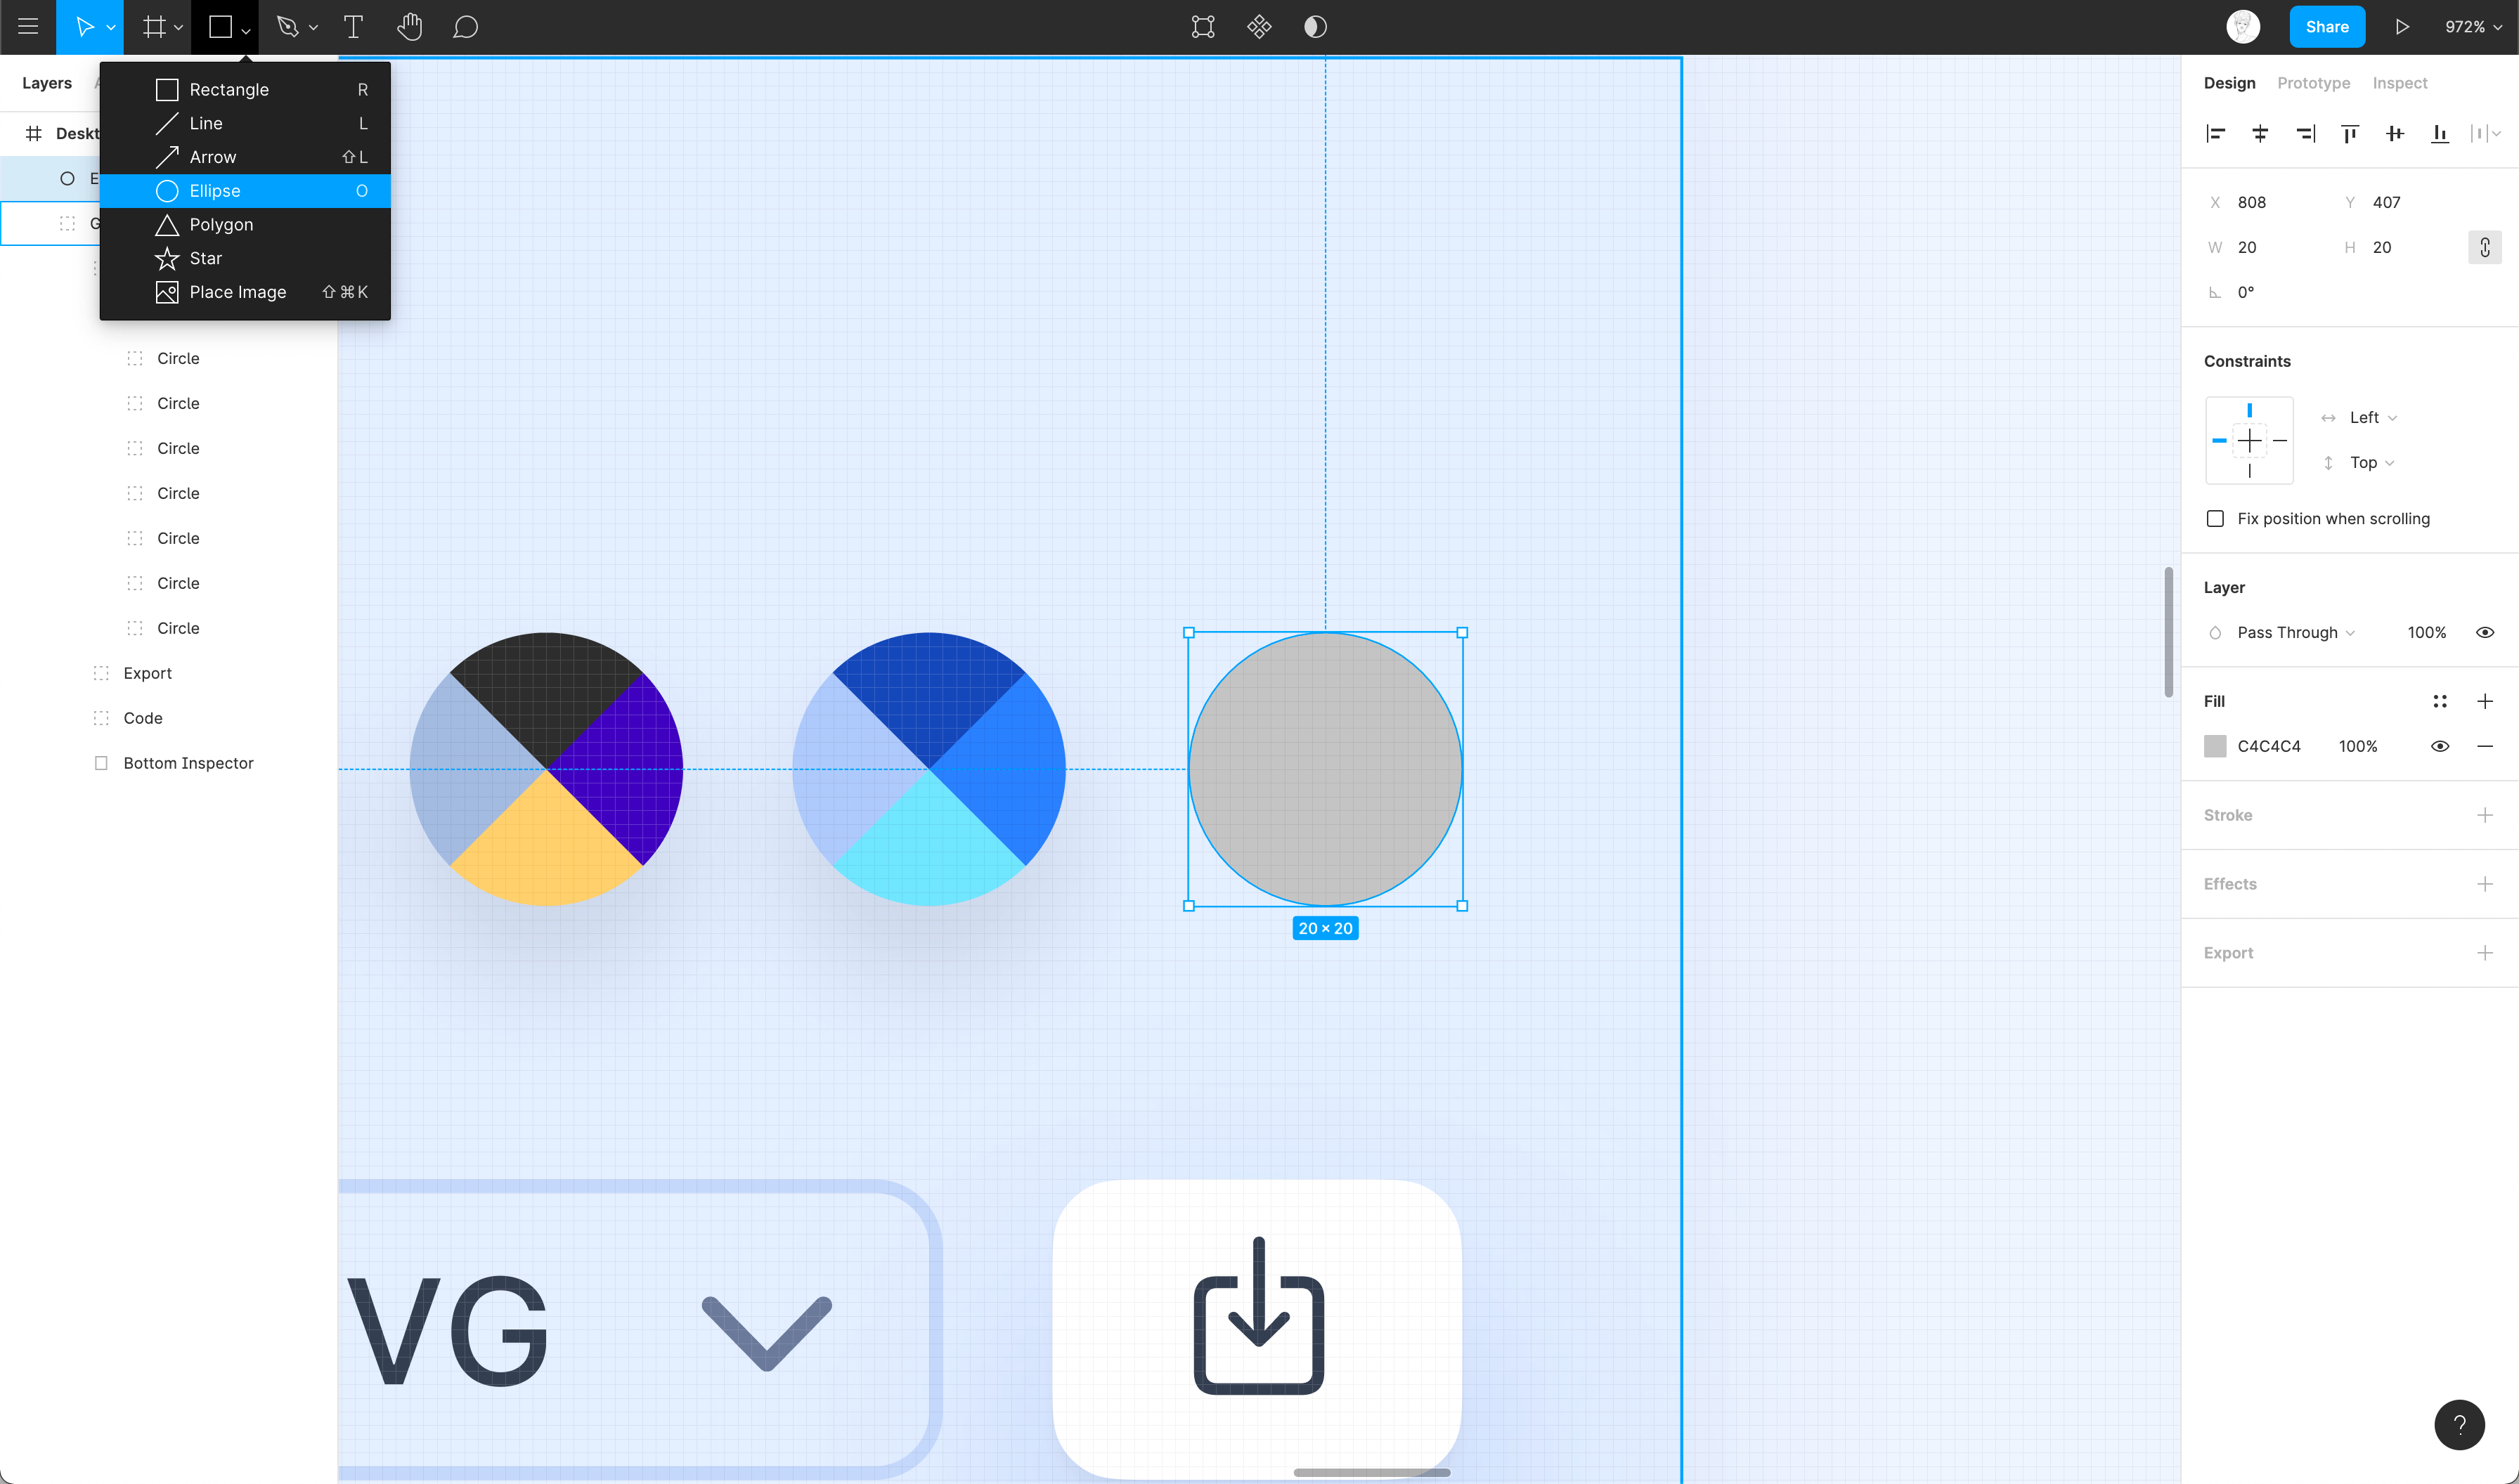 Share
972%
Layers
Rectangle R
Line L
Arrow ⇧L
Ellipse O
Polygon
Star
Place Image ⇧⌘K
Circle
Circle
Circle
Circle
Circle
Circle
Circle
Export
Code
Bottom Inspector
20 × 20
VG
Design Prototype Inspect
X 808 Y 407
W 20 H 20
0°
Constraints
Left
Top
Fix position when scrolling
Layer
Pass Through 100%
Fill
C4C4C4 100%
Stroke
Effects
Export
?